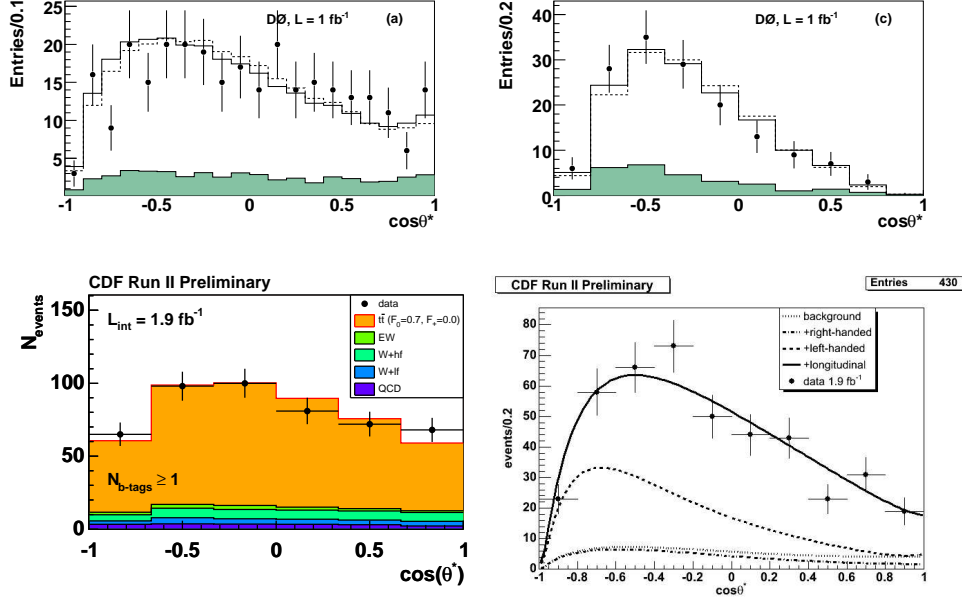 Entries/0.1
DØ, L = 1 fb⁻¹ (a)
25
20
15
10
5
-1 -0.5 0 0.5 1
cosθ*
Entries/0.2
DØ, L = 1 fb⁻¹ (c)
40
30
20
10
0
-1 -0.5 0 0.5 1
cosθ*
CDF Run II Preliminary
N_events
150
100
50
0
L_int = 1.9 fb⁻¹
data
tt̄ (F₀=0.7, F₊=0.0)
EW
W+hf
W+lf
QCD
N_b-tags ≥ 1
-1 -0.5 0 0.5 1
cos(θ*)
CDF Run II Preliminary
Entries 430
events/0.2
80
70
60
50
40
30
20
10
0
background
+right-handed
+left-handed
+longitudinal
data 1.9 fb⁻¹
-1 -0.8 -0.6 -0.4 -0.2 0 0.2 0.4 0.6 0.8 1
cosθ*